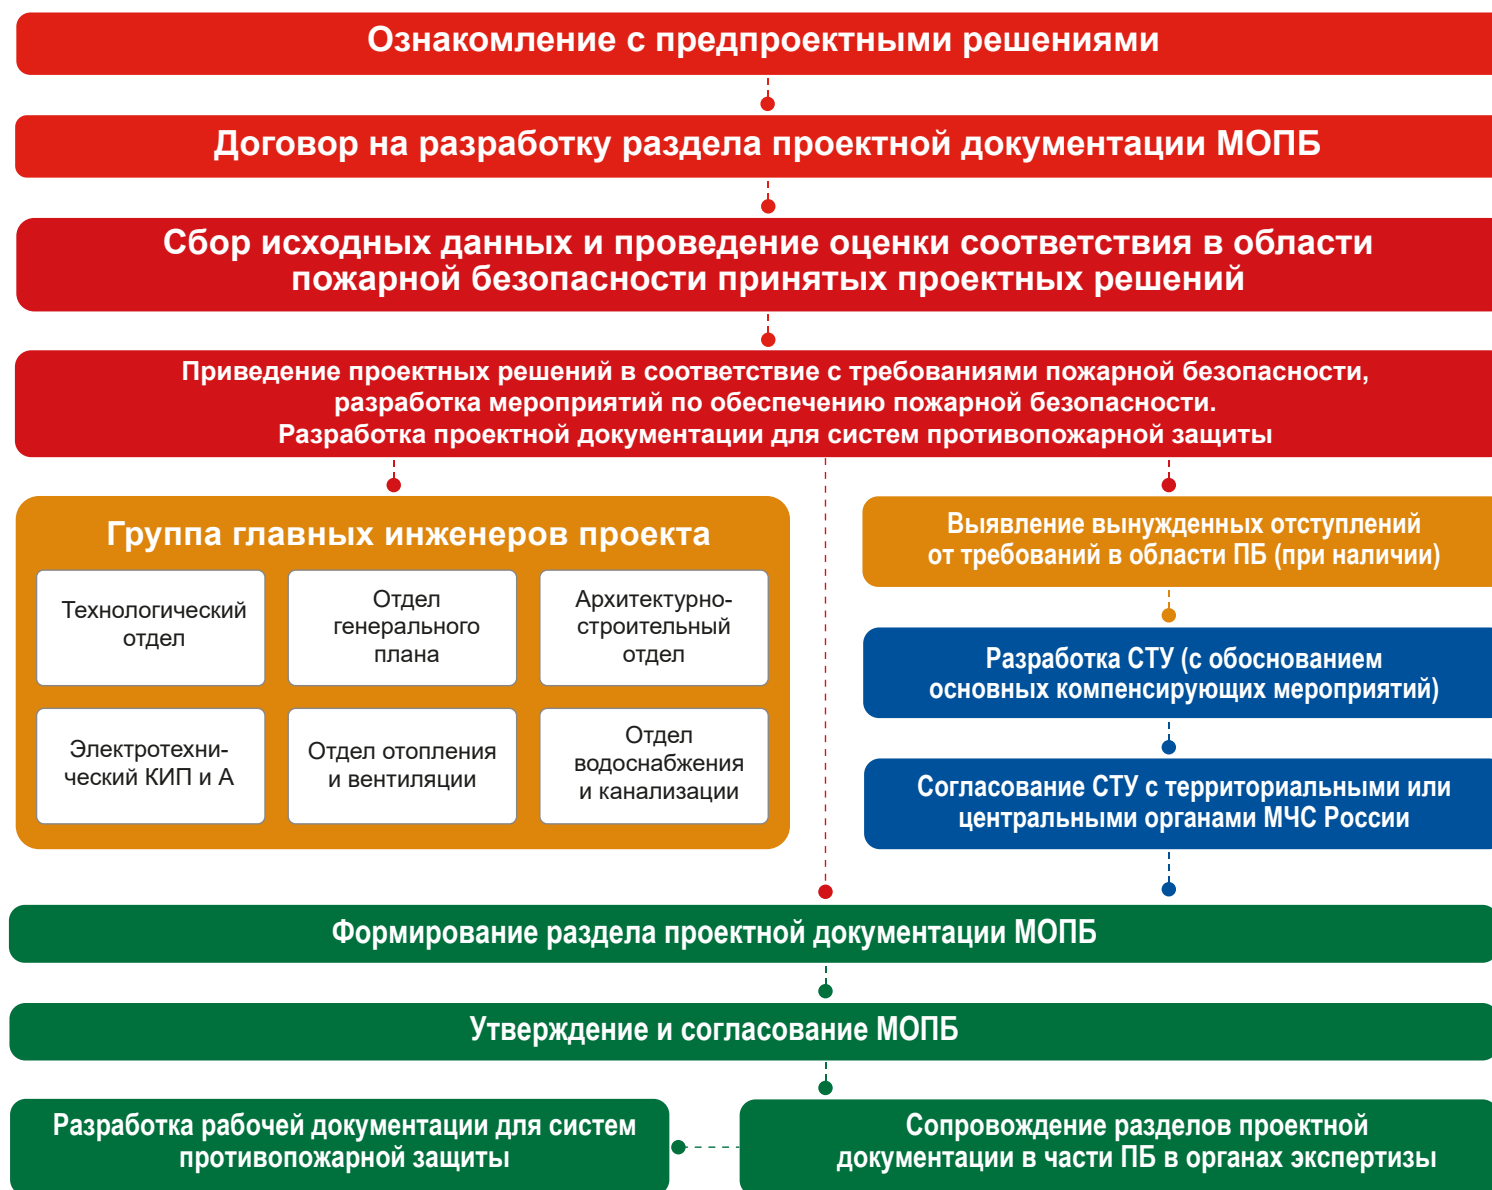 Ознакомление с предпроектными решениями
Договор на разработку раздела проектной документации МОПБ
Сбор исходных данных и проведение оценки соответствия в области
пожарной безопасности принятых проектных решений
Приведение проектных решений в соответствие с требованиями пожарной безопасности,
разработка мероприятий по обеспечению пожарной безопасности.
Разработка проектной документации для систем противопожарной защиты
Группа главных инженеров проекта
Технологический
отдел
Отдел
генерального
плана
Архитектурно-
строительный
отдел
Электротехни-
ческий КИП и А
Отдел отопления
и вентиляции
Отдел
водоснабжения
и канализации
Выявление вынужденных отступлений
от требований в области ПБ (при наличии)
Разработка СТУ (с обоснованием
основных компенсирующих мероприятий)
Согласование СТУ с территориальными или
центральными органами МЧС России
Формирование раздела проектной документации МОПБ
Утверждение и согласование МОПБ
Разработка рабочей документации для систем
противопожарной защиты
Сопровождение разделов проектной
документации в части ПБ в органах экспертизы